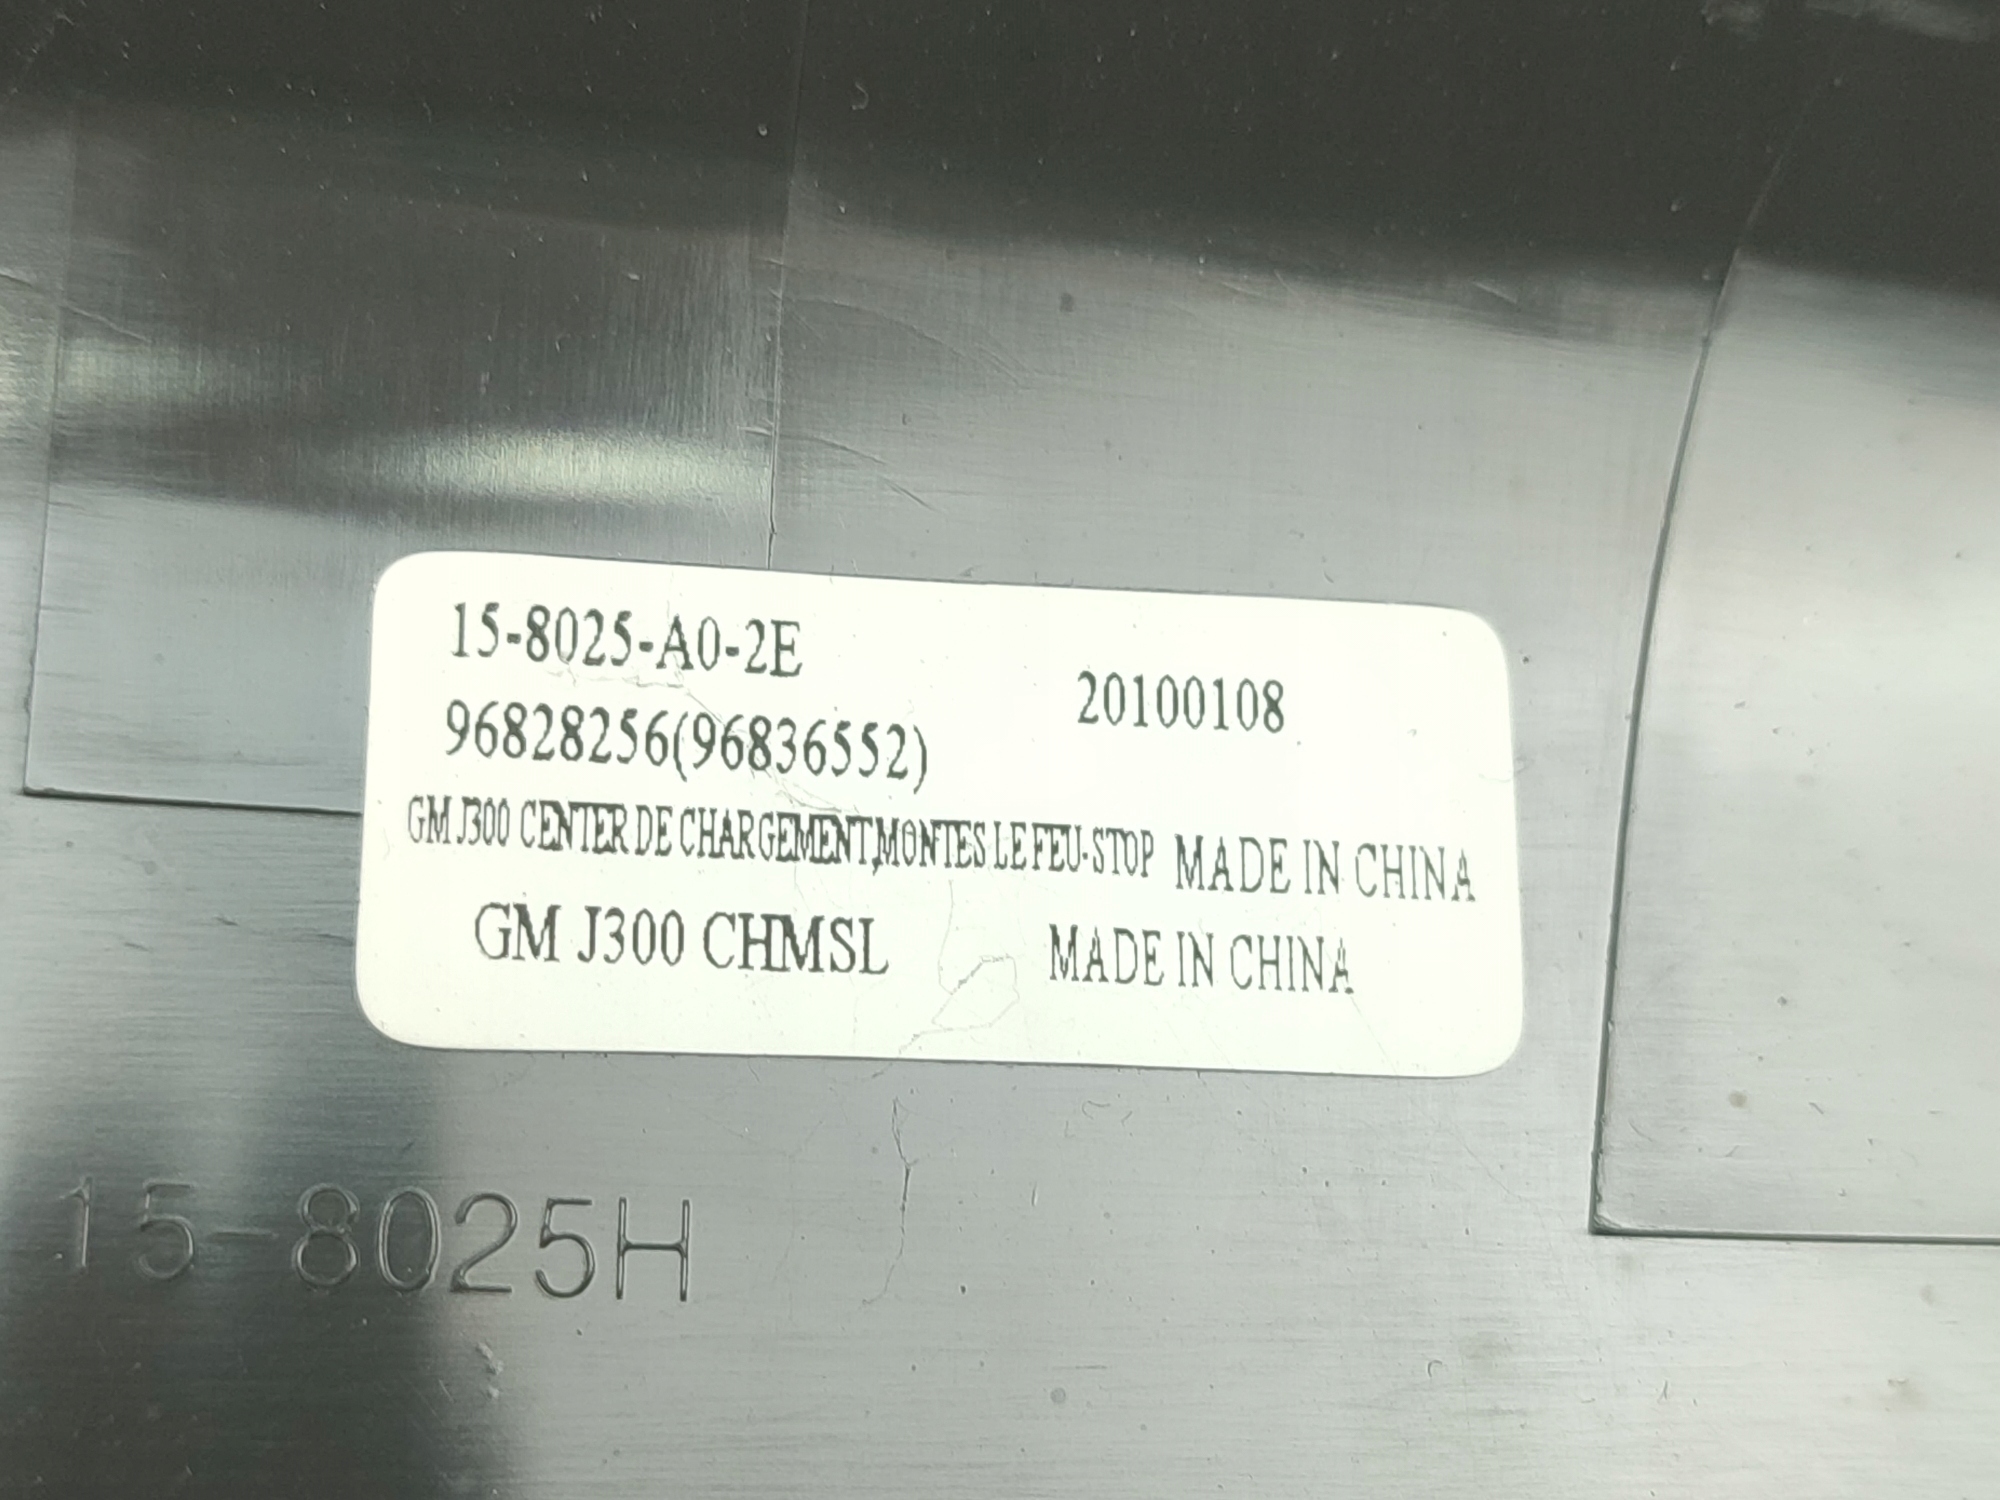 15-8025-A0-2E
20100108
96828256(96836552)
GM J300 CENTER DE CHARGEMENT,MONTES LE FEU-STOP MADE IN CHINA
GM J300 CHMSL MADE IN CHINA
15-8025H